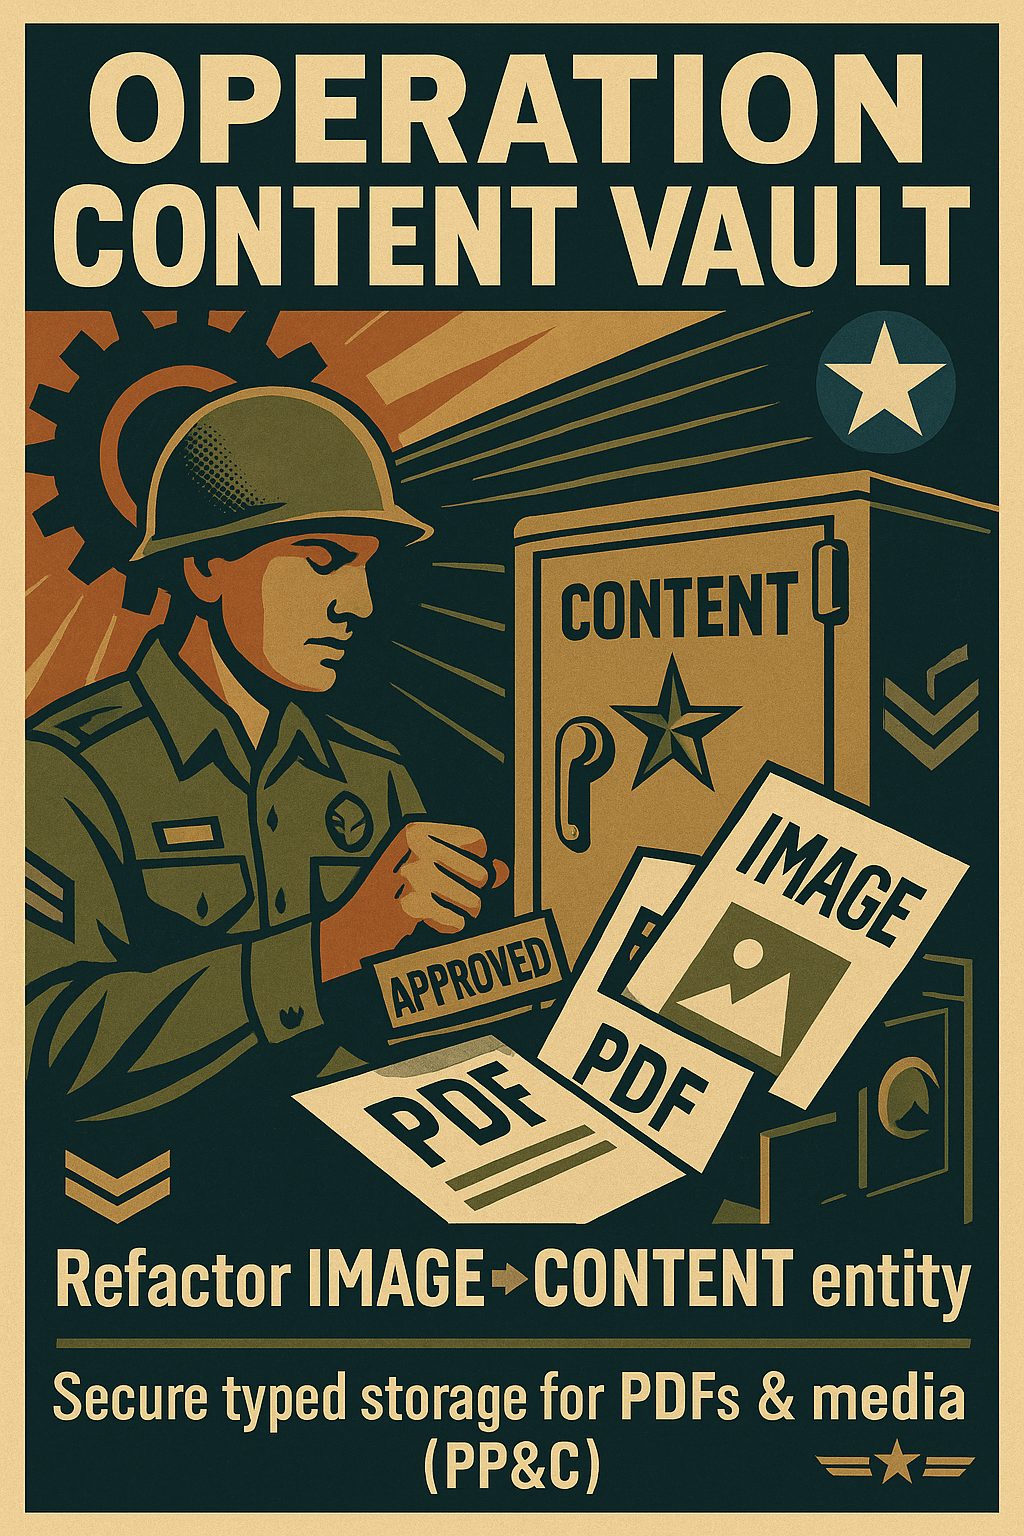 OPERATION
CONTENT VAULT
CONTENT
IMAGE
APPROVED
PDF
PDF
Refactor IMAGE➡CONTENT entity
Secure typed storage for PDFs & media
(PP&C)